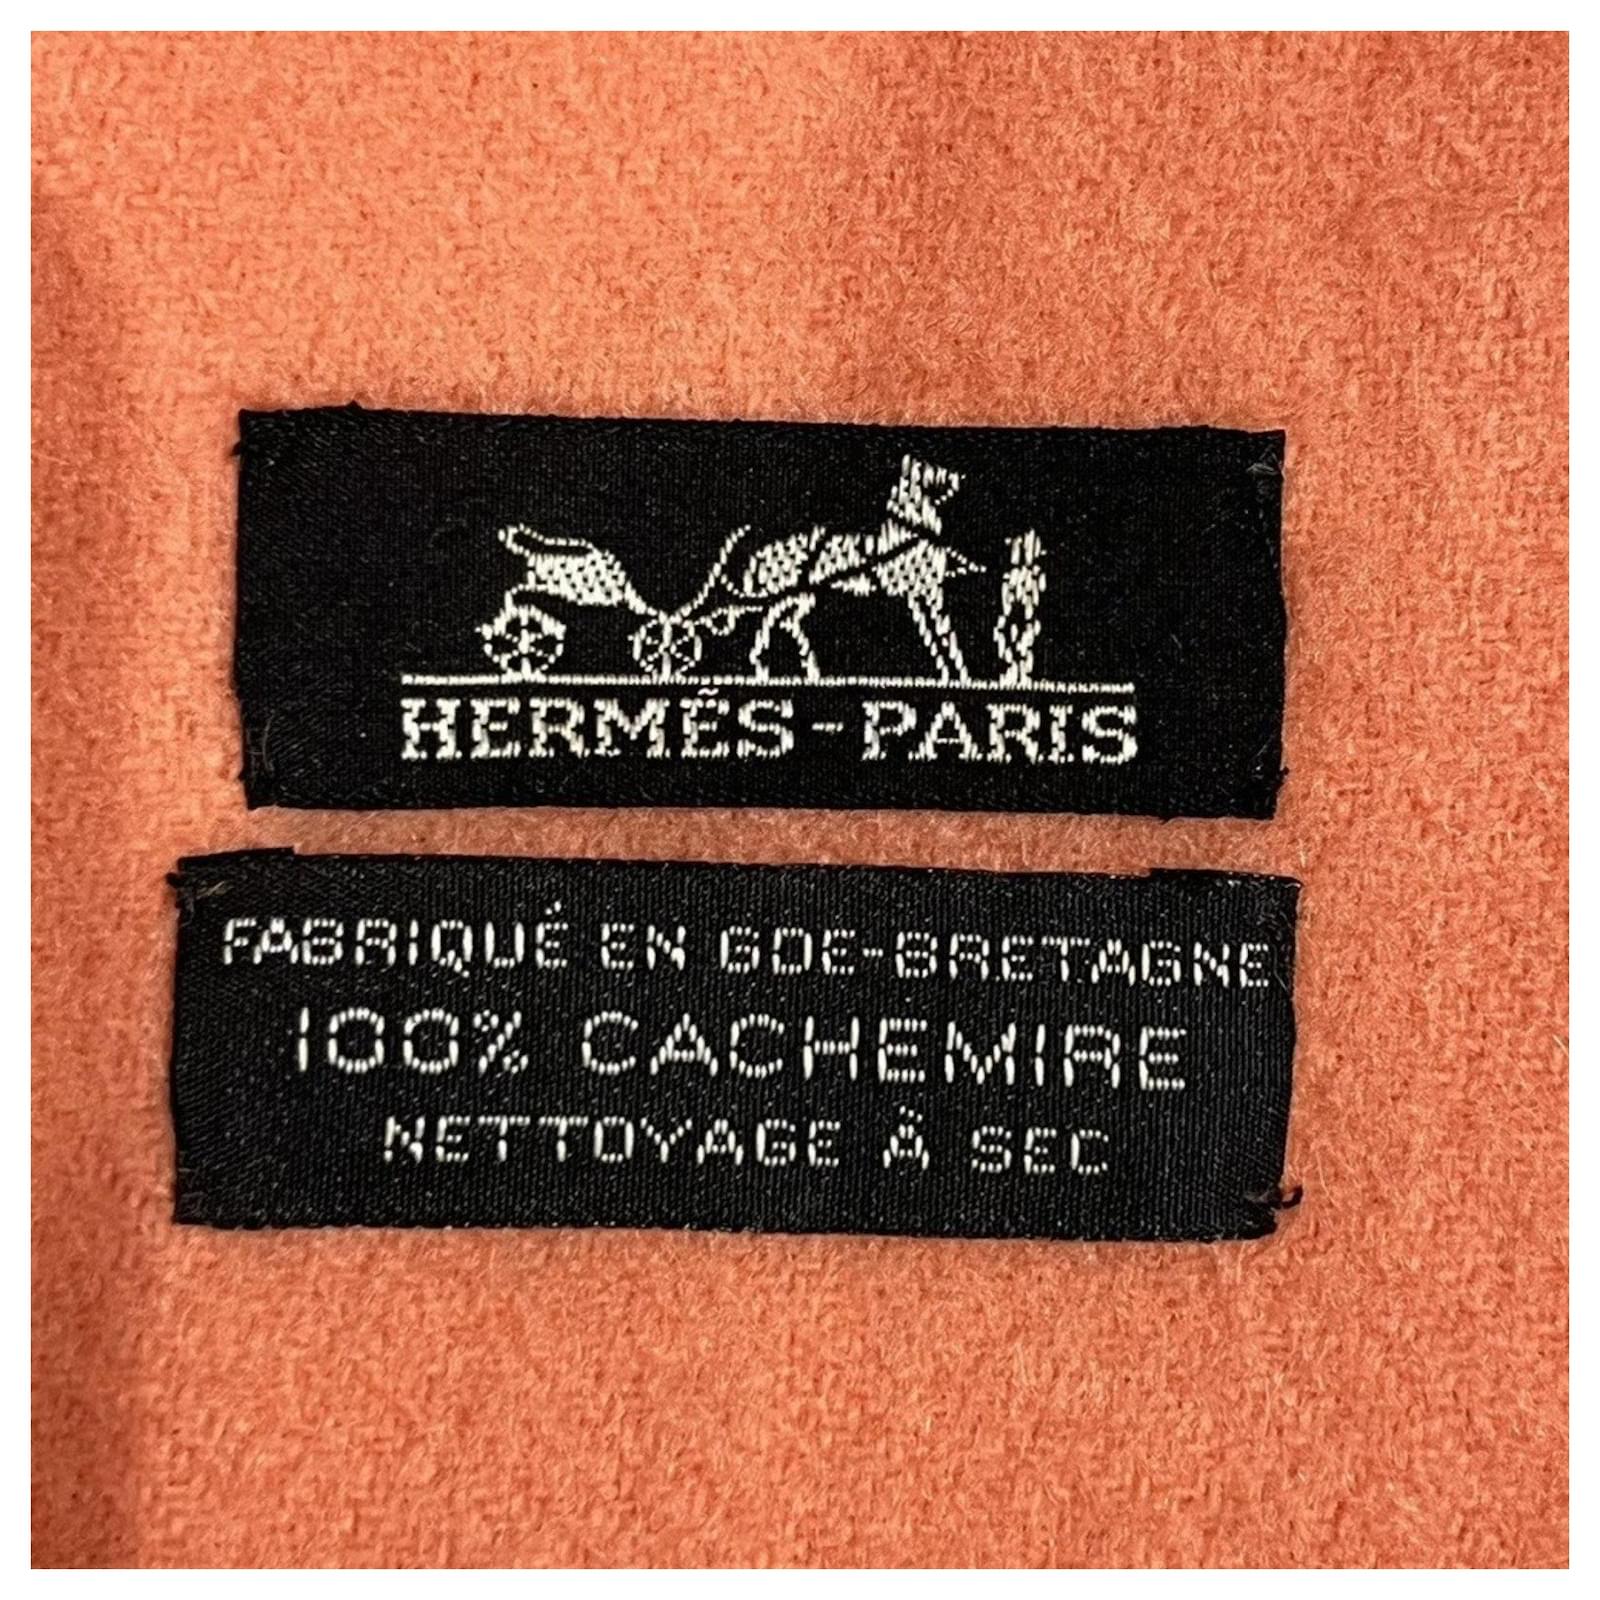 HERMÈS-PARIS
FABRIQUÉ EN GDE-BRETAGNE
100% CACHEMIRE
NETTOYAGE À SEC